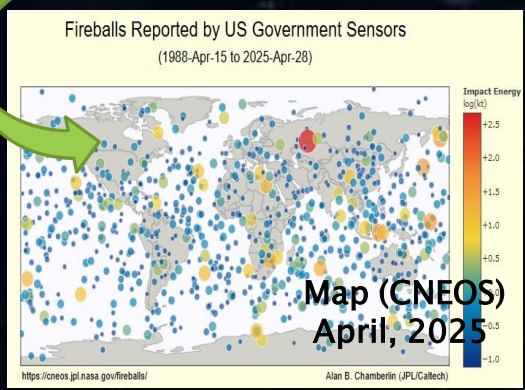 Fireballs Reported by US Government Sensors
(1988-Apr-15 to 2025-Apr-28)
Impact Energy
log(kt)
+2.5
+2.0
+1.5
+1.0
+0.5
-0.5
-1.0
Map (CNEOS)
April, 2025
https://cneos.jpl.nasa.gov/fireballs/
Alan B. Chamberlin (JPL/Caltech)